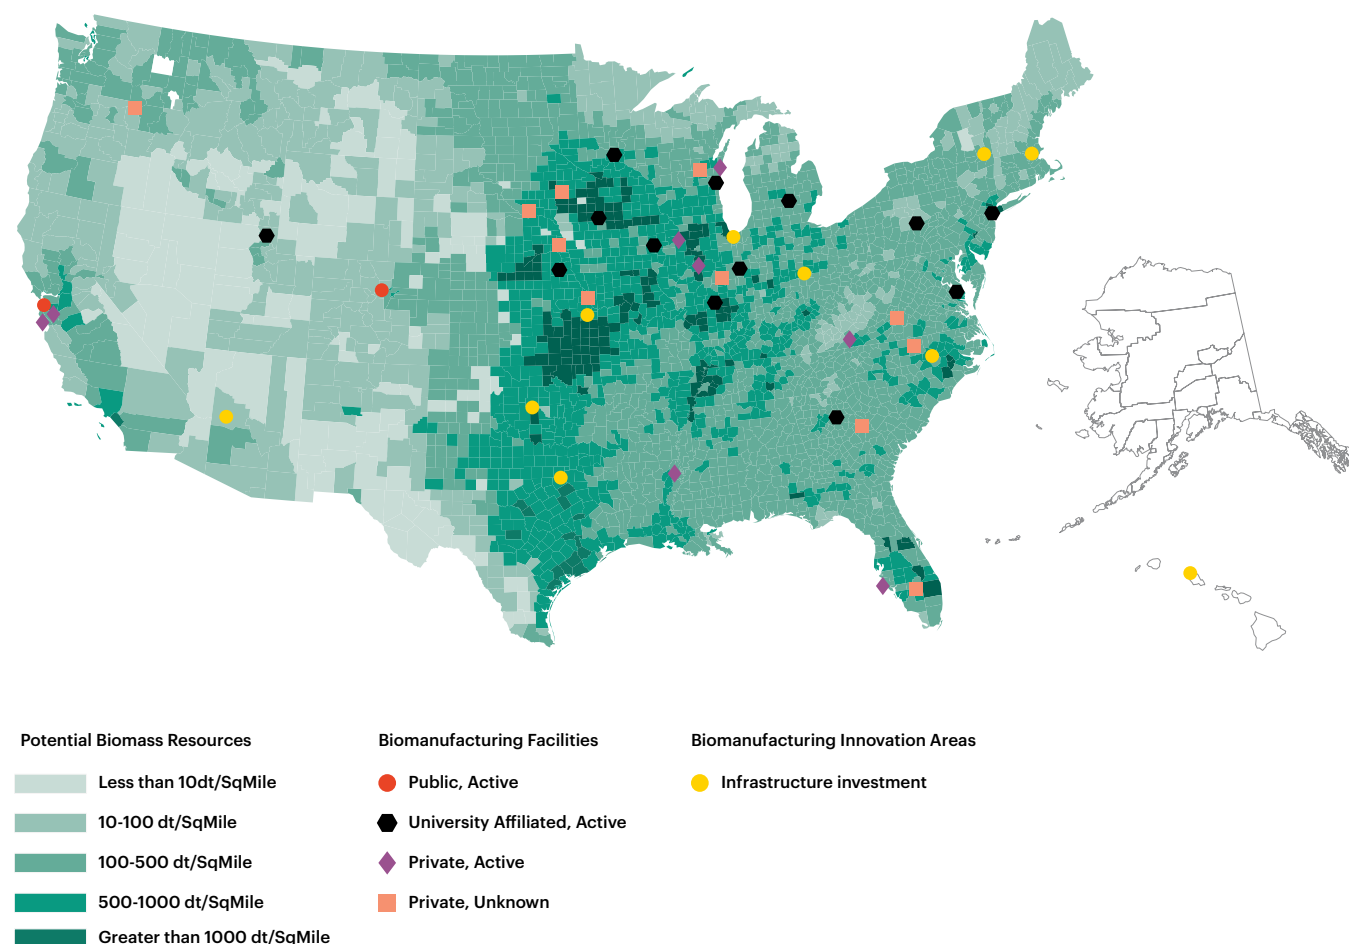 Potential Biomass Resources
Less than 10dt/SqMile
10-100 dt/SqMile
100-500 dt/SqMile
500-1000 dt/SqMile
Greater than 1000 dt/SqMile
Biomanufacturing Facilities
Public, Active
University Affiliated, Active
Private, Active
Private, Unknown
Biomanufacturing Innovation Areas
Infrastructure investment